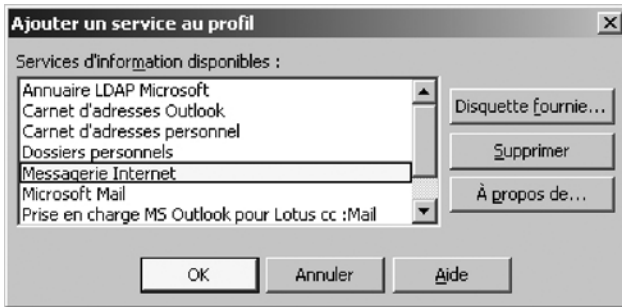 Ajouter un service au profil
Services d'information disponibles :
Annuaire LDAP Microsoft
Carnet d'adresses Outlook
Carnet d'adresses personnel
Dossiers personnels
Messagerie Internet
Microsoft Mail
Prise en charge MS Outlook pour Lotus cc :Mail
Disquette fournie...
Supprimer
À propos de...
OK
Annuler
Aide